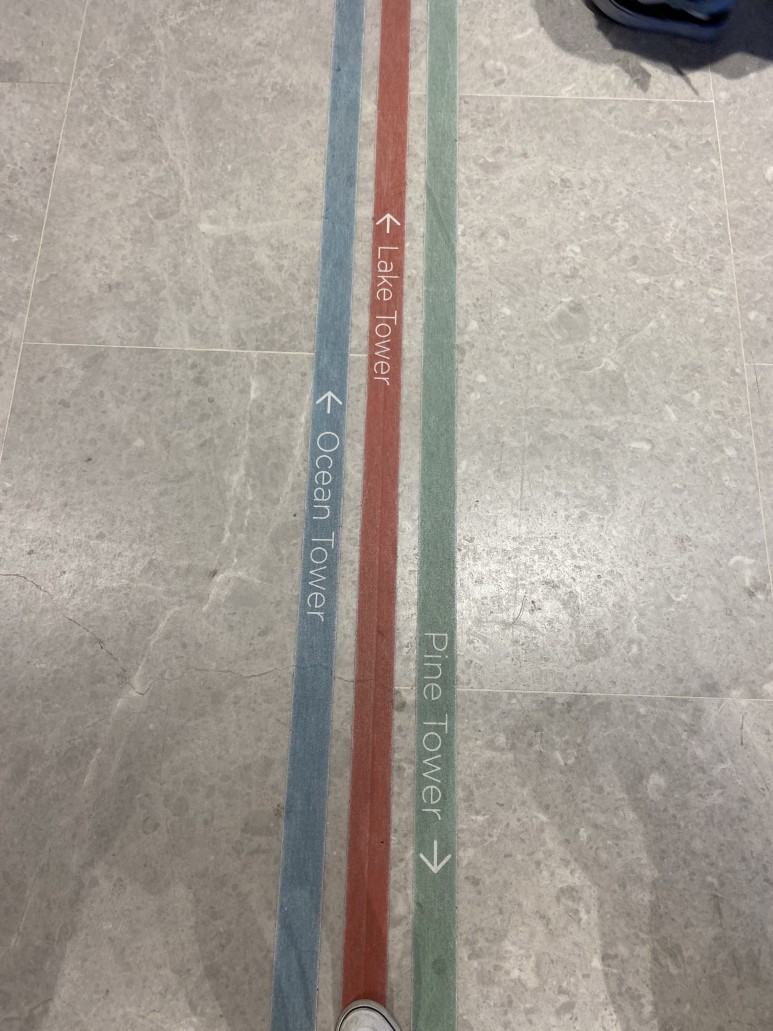 ← Ocean Tower
← Lake Tower
Pine Tower →